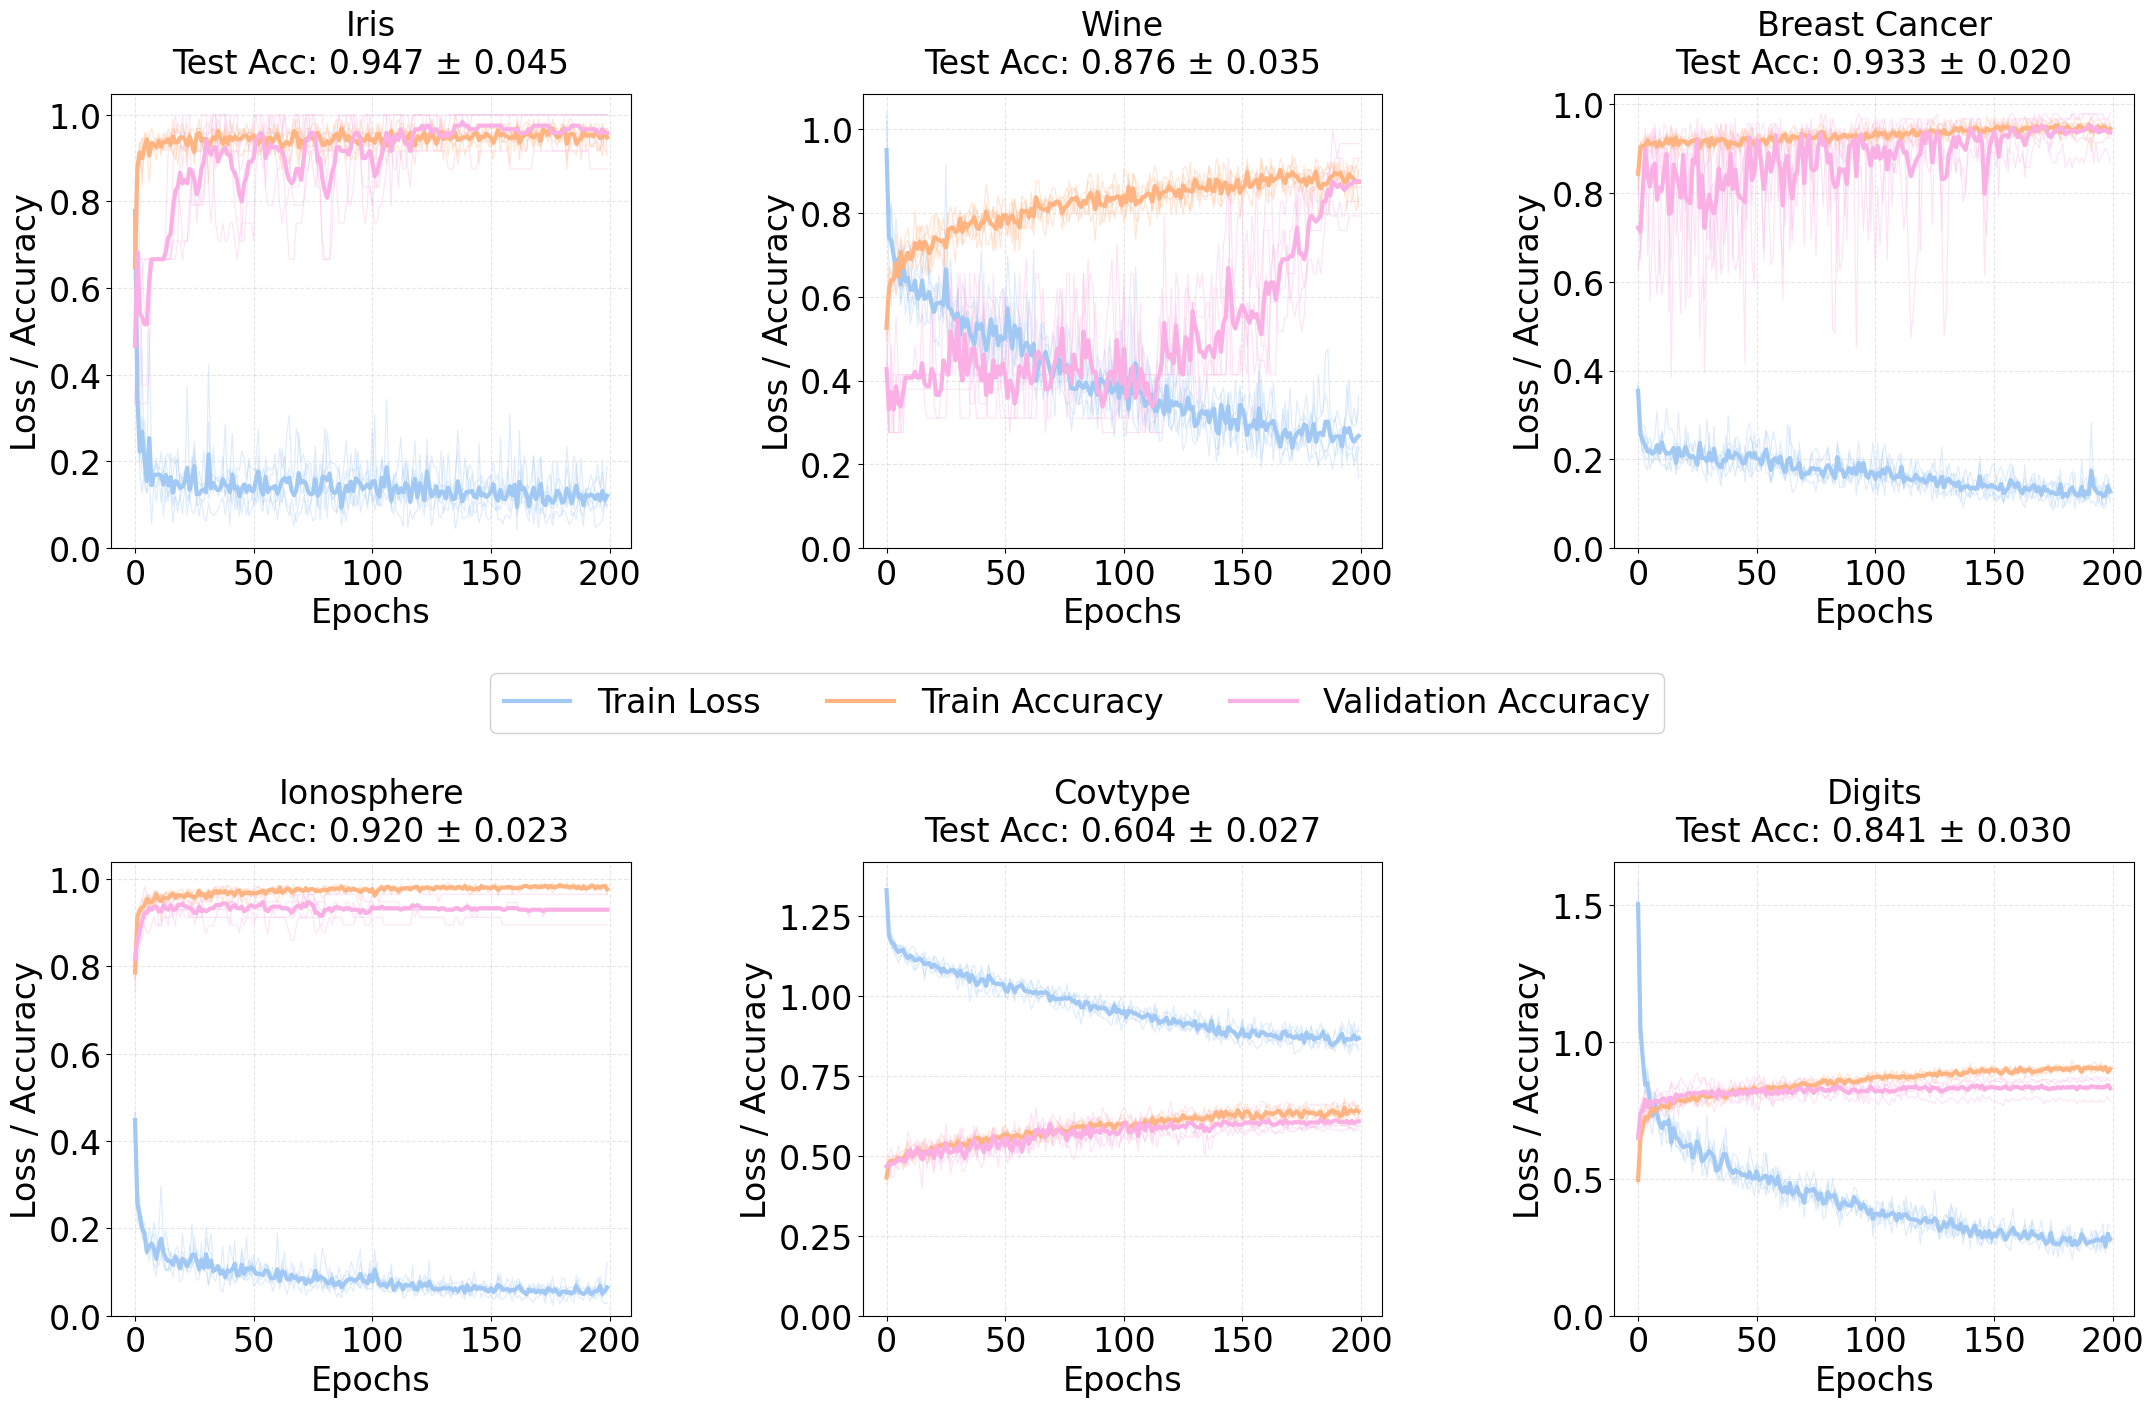 Iris
Test Acc: 0.947 ± 0.045
Wine
Test Acc: 0.876 ± 0.035
Breast Cancer
Test Acc: 0.933 ± 0.020
Loss / Accuracy
1.0
0.8
0.6
0.4
0.2
0.0
0 50 100 150 200
Epochs
Loss / Accuracy
1.0
0.8
0.6
0.4
0.2
0.0
0 50 100 150 200
Epochs
Loss / Accuracy
1.0
0.8
0.6
0.4
0.2
0.0
0 50 100 150 200
Epochs
Train Loss Train Accuracy Validation Accuracy
Ionosphere
Test Acc: 0.920 ± 0.023
Covtype
Test Acc: 0.604 ± 0.027
Digits
Test Acc: 0.841 ± 0.030
Loss / Accuracy
1.0
0.8
0.6
0.4
0.2
0.0
0 50 100 150 200
Epochs
Loss / Accuracy
1.25
1.00
0.75
0.50
0.25
0.00
0 50 100 150 200
Epochs
Loss / Accuracy
1.5
1.0
0.5
0.0
0 50 100 150 200
Epochs